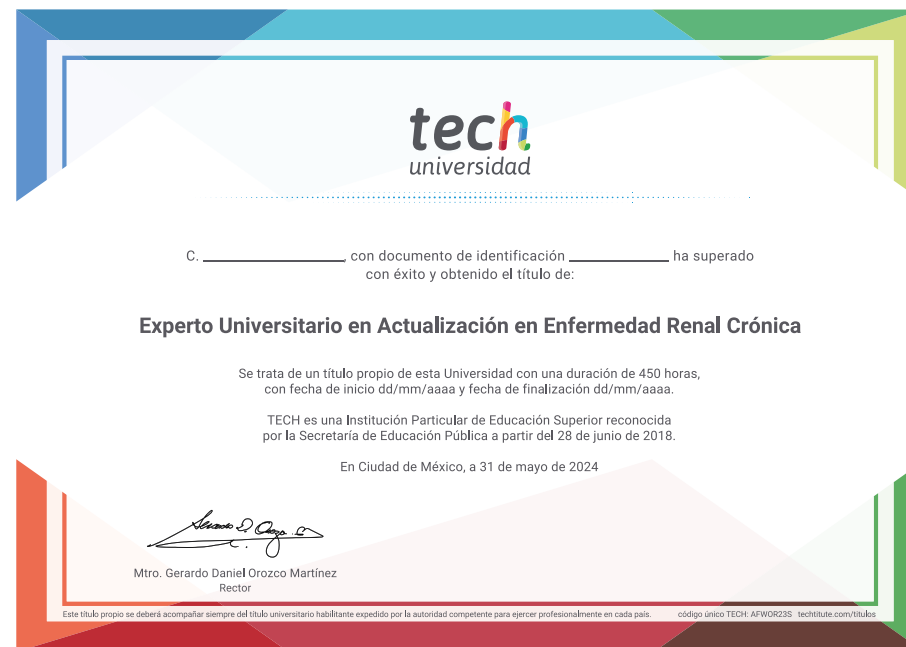 tech
universidad
C. ____________, con documento de identificación ____________ ha superado
con éxito y obtenido el título de:
Experto Universitario en Actualización en Enfermedad Renal Crónica
Se trata de un título propio de esta Universidad con una duración de 450 horas,
con fecha de inicio dd/mm/aaaa y fecha de finalización dd/mm/aaaa.
TECH es una Institución Particular de Educación Superior reconocida
por la Secretaría de Educación Pública a partir del 28 de junio de 2018.
En Ciudad de México, a 31 de mayo de 2024
Mtro. Gerardo Daniel Orozco Martínez
Rector
Este título propio se deberá acompañar siempre del título universitario habilitante expedido por la autoridad competente para ejercer profesionalmente en cada país. código único TECH: AFWOR23S techtitute.com/titulos